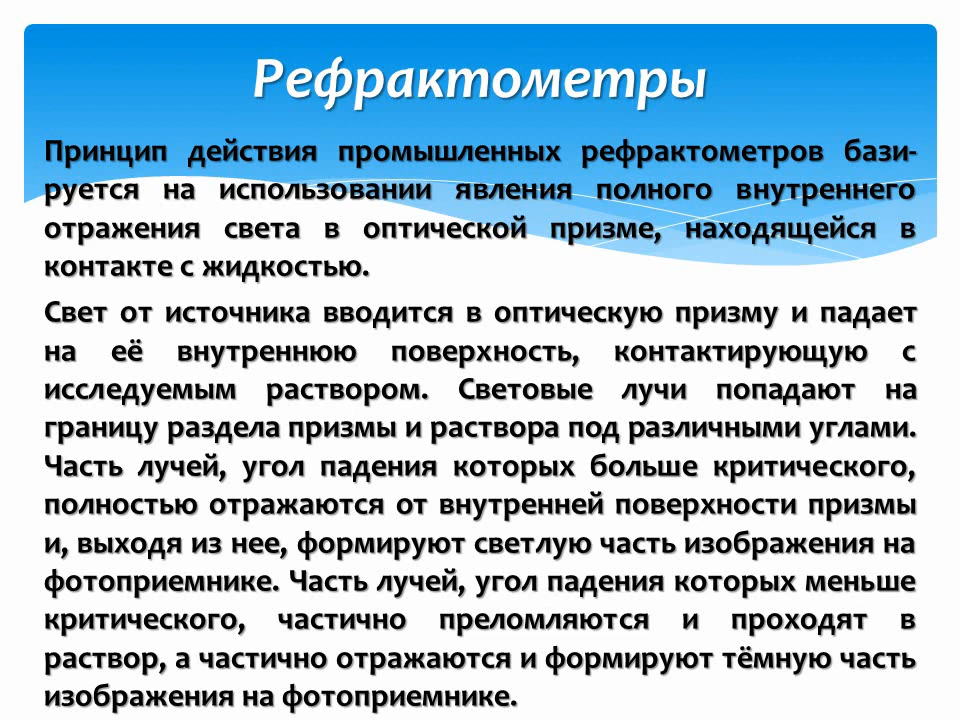 Рефрактометры
Принцип действия промышленных рефрактометров бази-
руется на использовании явления полного внутреннего
отражения света в оптической призме, находящейся в
контакте с жидкостью.
Свет от источника вводится в оптическую призму и падает
на её внутреннюю поверхность, контактирующую с
исследуемым раствором. Световые лучи попадают на
границу раздела призмы и раствора под различными углами.
Часть лучей, угол падения которых больше критического,
полностью отражаются от внутренней поверхности призмы
и, выходя из нее, формируют светлую часть изображения на
фотоприемнике. Часть лучей, угол падения которых меньше
критического, частично преломляются и проходят в
раствор, а частично отражаются и формируют тёмную часть
изображения на фотоприемнике.